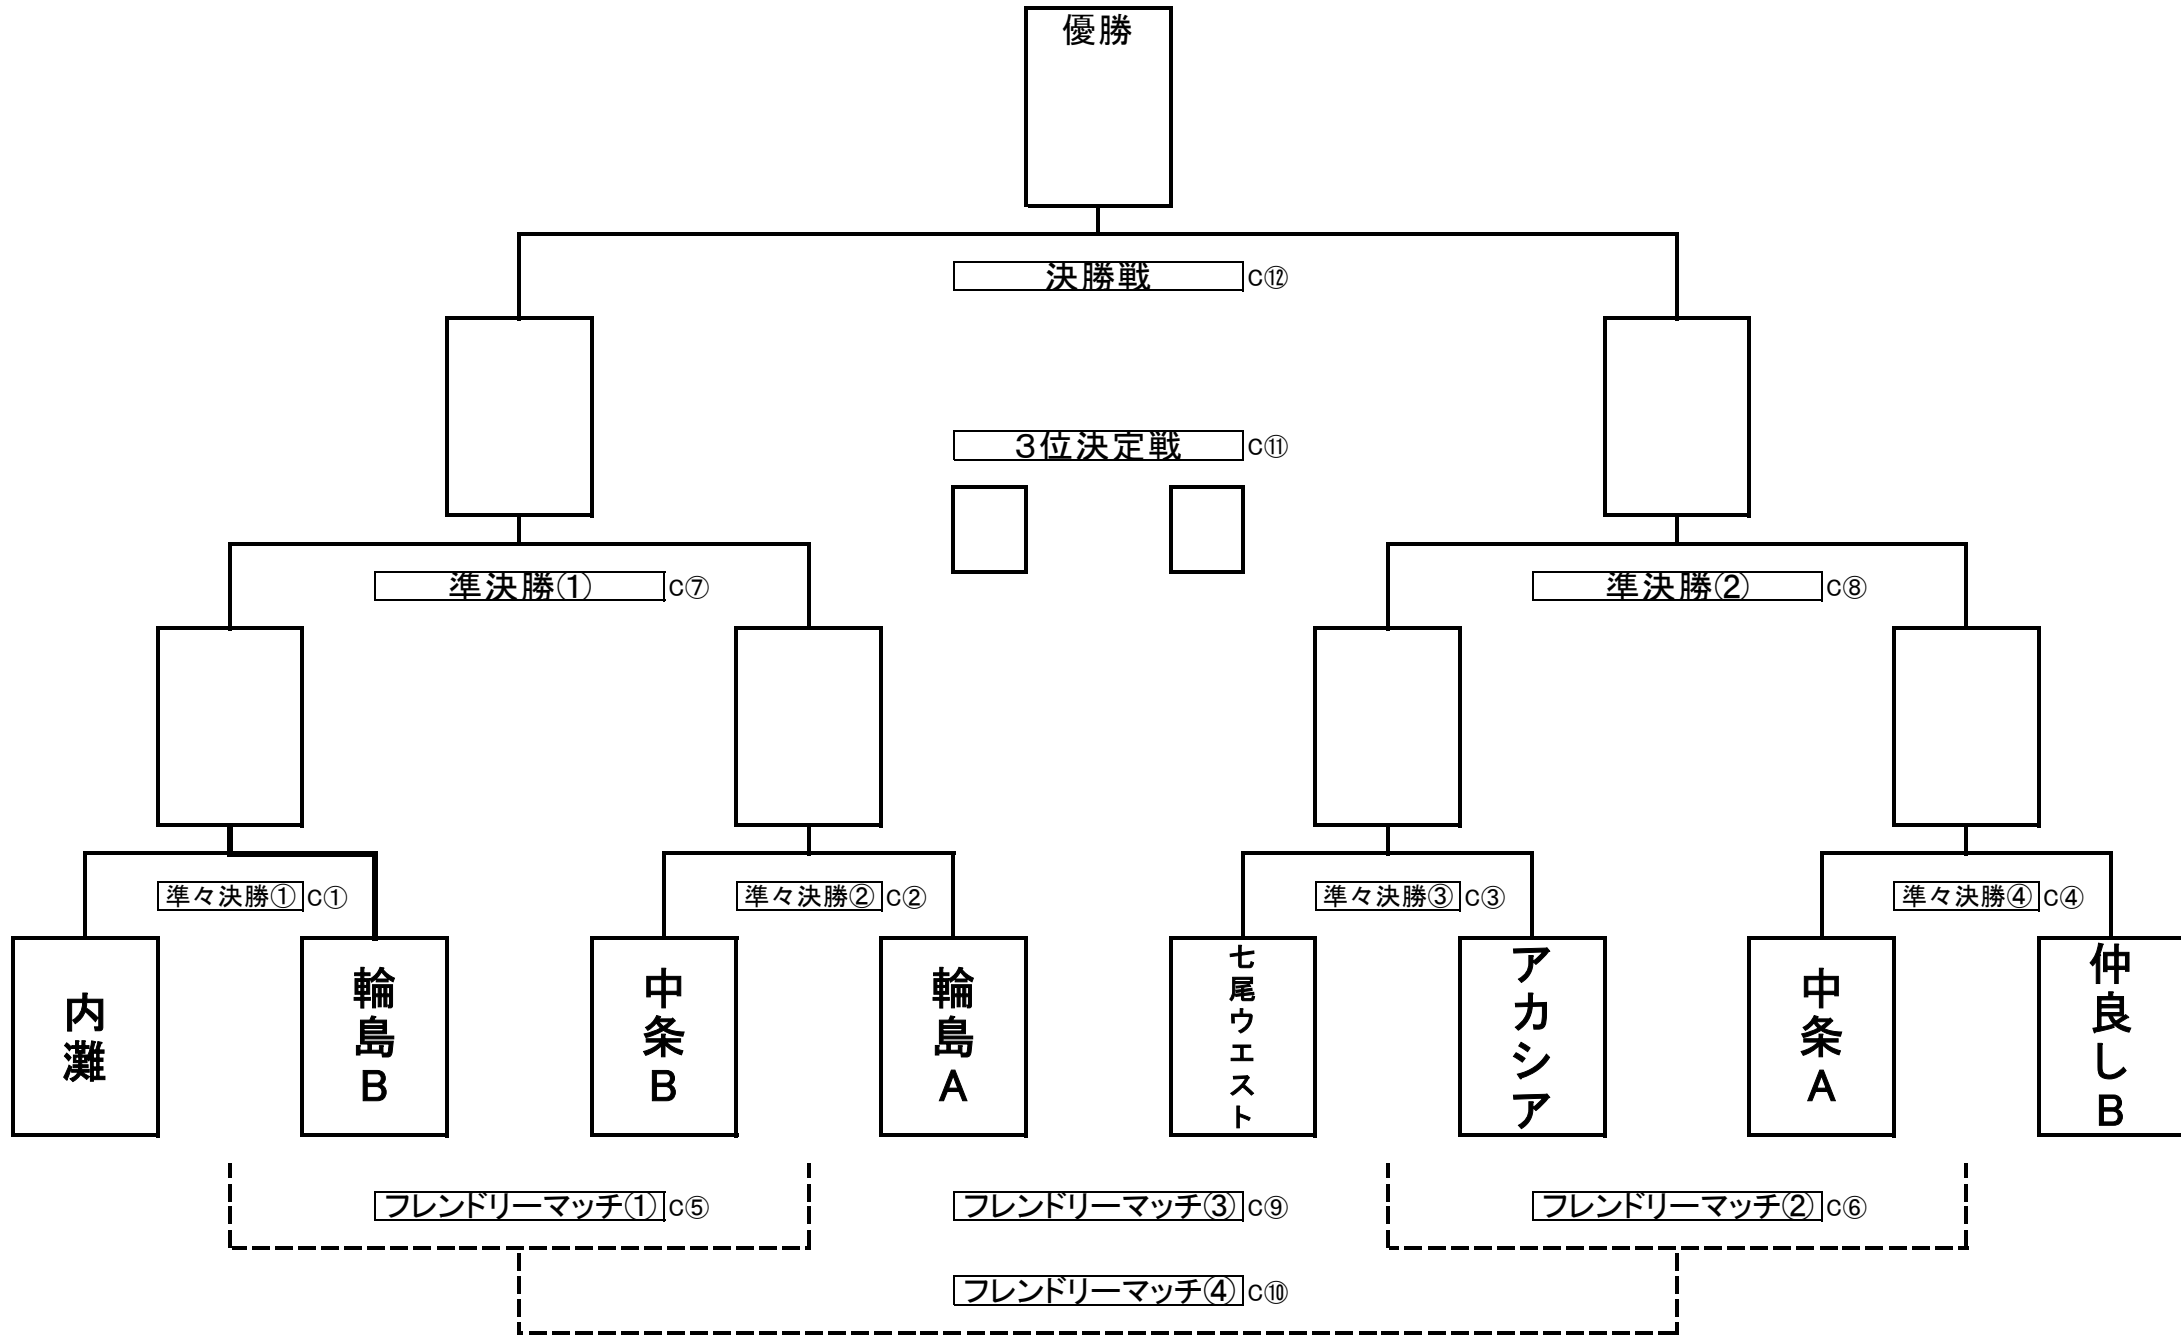 優勝
決勝戦 C⑫
３位決定戦 C⑪
準決勝① C⑦
準決勝② C⑧
準々決勝① C①
準々決勝② C②
準々決勝③ C③
準々決勝④ C④
内灘
輪島B
中条B
輪島A
七尾ウエスト
アカシア
中条A
仲良しB
フレンドリーマッチ① C⑤
フレンドリーマッチ③ C⑨
フレンドリーマッチ② C⑥
フレンドリーマッチ④ C⑩